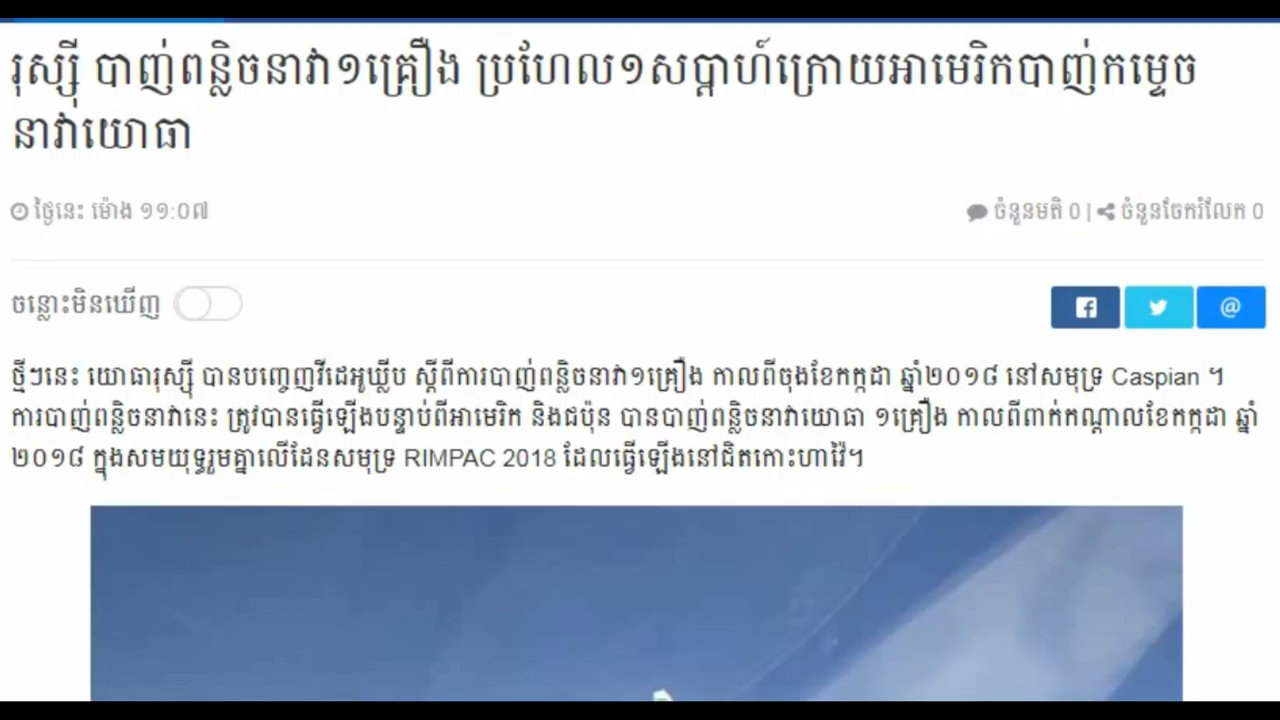 រុស្ស៊ី បាញ់ពន្លិចនាវា១គ្រឿង ប្រហែល១សប្តាហ៍ក្រោយអាមេរិកបាញ់កម្ទេច
នាវាយោធា
ថ្ងៃនេះ ម៉ោង ១១:០៧
ចំនួនមតិ 0 | ចំនួនចែករំលែក 0
ចន្លោះមិនឃើញ
ថ្មីៗនេះ យោធារុស្ស៊ី បានបញ្ចេញវីដេអូឃ្លីប ស្តីពីការបាញ់ពន្លិចនាវា១គ្រឿង កាលពីចុងខែកក្កដា ឆ្នាំ២០១៨ នៅសមុទ្រ Caspian ។
ការបាញ់ពន្លិចនាវានេះ ត្រូវបានធ្វើឡើងបន្ទាប់ពីអាមេរិក និងជប៉ុន បានបាញ់ពន្លិចនាវាយោធា ១គ្រឿង កាលពីពាក់កណ្តាលខែកក្កដា ឆ្នាំ
២០១៨ ក្នុងសមយុទ្ធរួមគ្នាលើដែនសមុទ្រ RIMPAC 2018 ដែលធ្វើឡើងនៅជិតកោះហាវ៉ៃ។